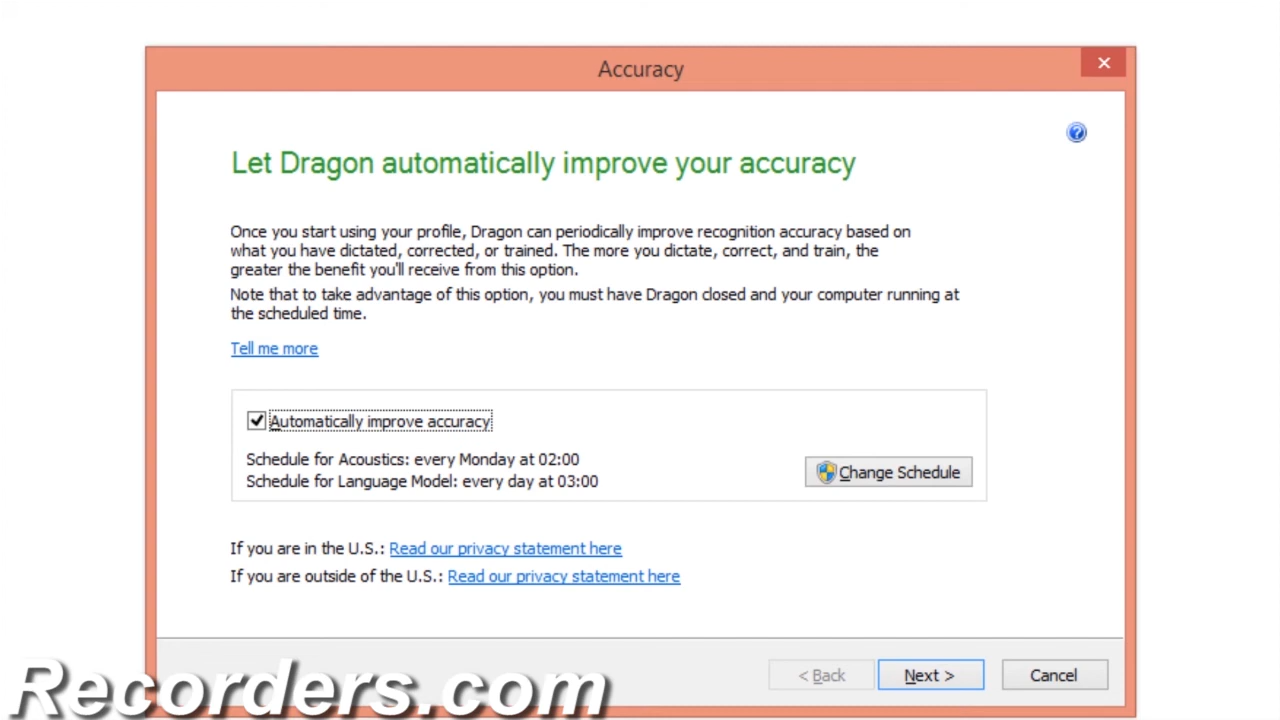 Accuracy
Let Dragon automatically improve your accuracy
Once you start using your profile, Dragon can periodically improve recognition accuracy based on
what you have dictated, corrected, or trained. The more you dictate, correct, and train, the
greater the benefit you'll receive from this option.
Note that to take advantage of this option, you must have Dragon closed and your computer running at
the scheduled time.
Tell me more
Automatically improve accuracy
Schedule for Acoustics: every Monday at 02:00
Schedule for Language Model: every day at 03:00
Change Schedule
If you are in the U.S.: Read our privacy statement here
If you are outside of the U.S.: Read our privacy statement here
< Back Next > Cancel
Recorders.com